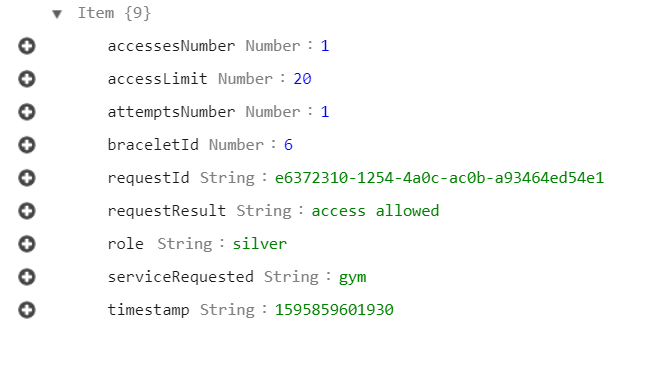 Item {9}
accessesNumber Number : 1
accessLimit Number : 20
attemptsNumber Number : 1
braceletId Number : 6
requestId String : e6372310-1254-4a0c-ac0b-a93464ed54e1
requestResult String : access allowed
role String : silver
serviceRequested String : gym
timestamp String : 1595859601930